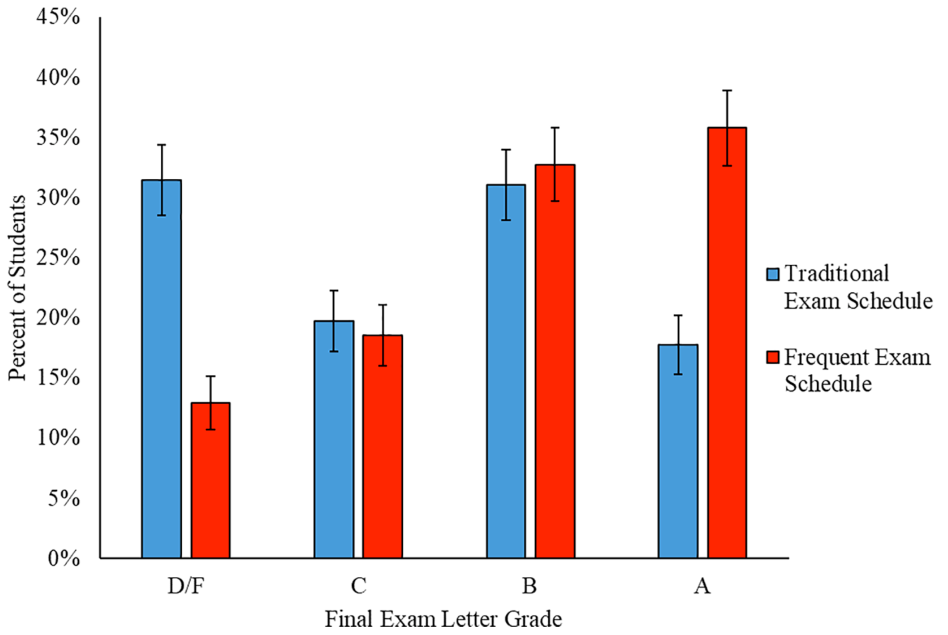 45%
40%
35%
30%
25%
20%
15%
10%
5%
0%
Percent of Students
D/F
C
B
A
Final Exam Letter Grade
Traditional
Exam Schedule
Frequent Exam
Schedule